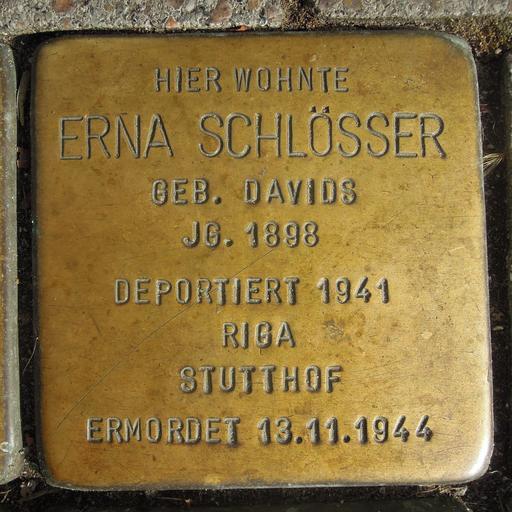 HIER WOHNTE
ERNA SCHLÖSSER
GEB. DAVIDS
JG. 1898
DEPORTIERT 1941
RIGA
STUTTHOF
ERMORDET 13.11.1944